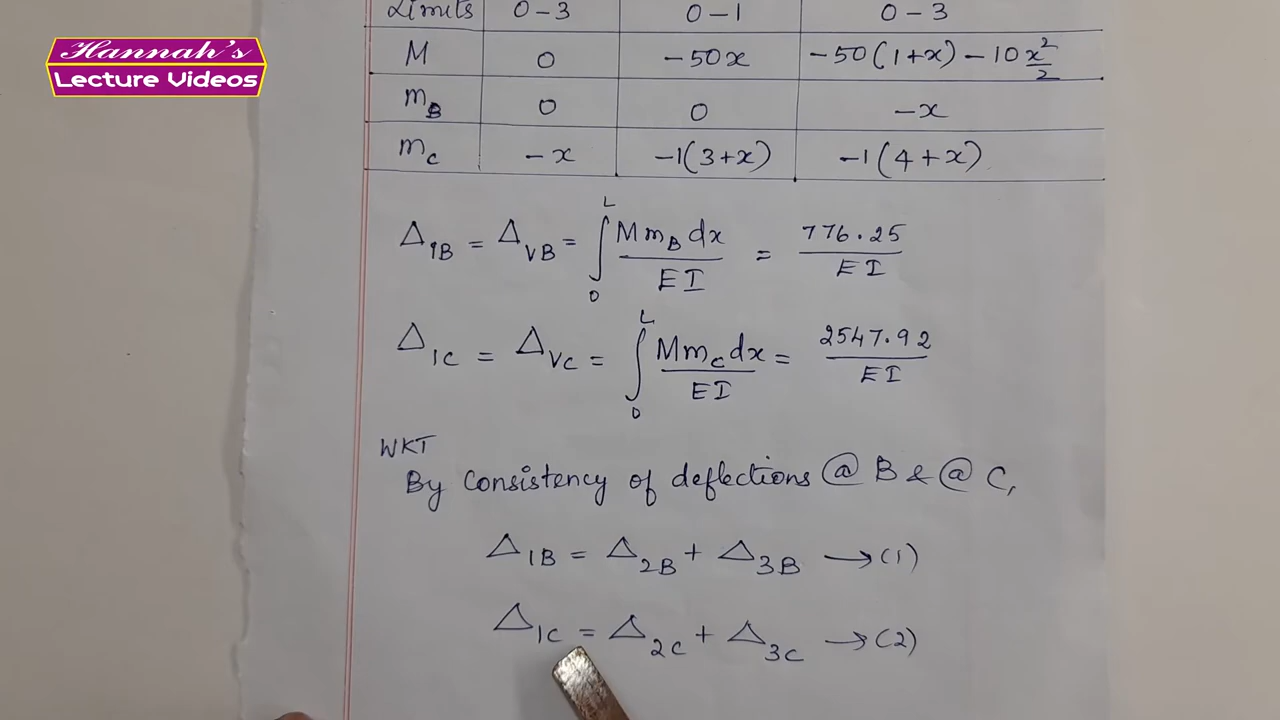 Limits 0-3 0-1 0-3
Hannah's
Lecture Videos
M 0 -50x -50(1+x) - 10x²/2
mB 0 0 -x
mC -x -1(3+x) -1(4+x)
Δ1B = ΔVB = ∫₀ᴸ MmB dx / EI = 776.25 / EI
Δ1C = ΔVC = ∫₀ᴸ MmC dx / EI = 2547.92 / EI
WKT
By Consistency of deflections @ B & @ C,
Δ1B = Δ2B + Δ3B → (1)
Δ1C = Δ2C + Δ3C → (2)